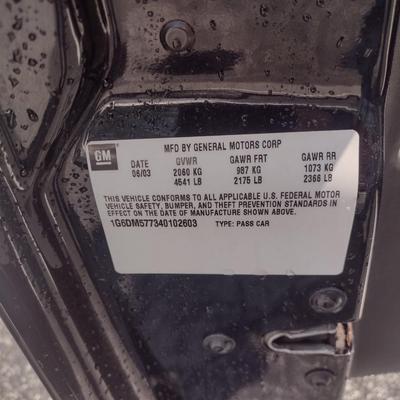 MFD BY GENERAL MOTORS CORP
GM
DATE GVWR GAWR FRT GAWR RR
06/03 2060 KG 987 KG 1073 KG
4541 LB 2175 LB 2366 LB
THIS VEHICLE CONFORMS TO ALL APPLICABLE U.S. FEDERAL MOTOR
VEHICLE SAFETY, BUMPER, AND THEFT PREVENTION STANDARDS IN
EFFECT ON THE DATE OF MANUFACTURE SHOWN ABOVE.
1G6DM577340102603 TYPE: PASS CAR